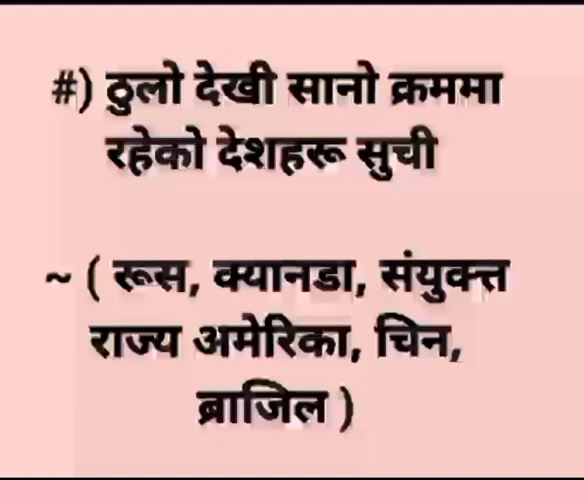 #) ठुलो देखी सानो क्रममा
रहेको देशहरू सुची
~ ( रूस, क्यानडा, संयुक्त
राज्य अमेरिका, चिन,
ब्राजिल )